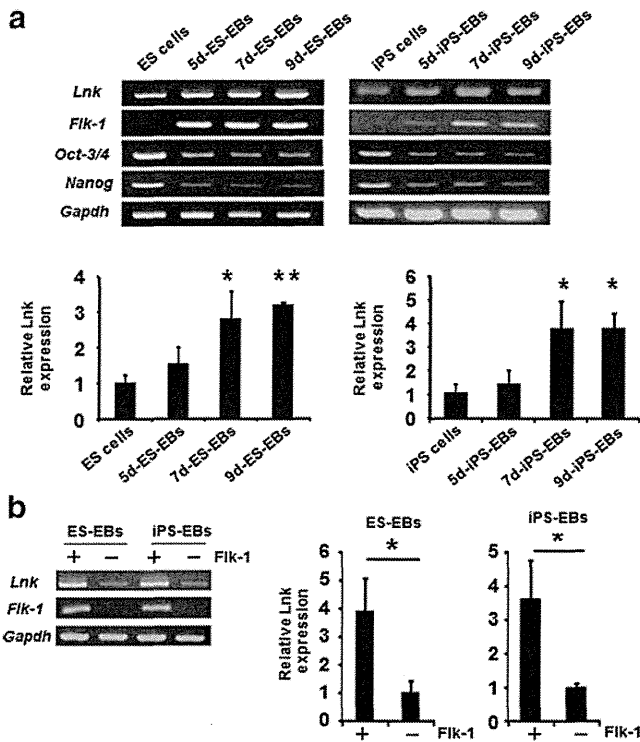 a
ES cells
5d-ES-EBs
7d-ES-EBs
9d-ES-EBs
iPS cells
5d-iPS-EBs
7d-iPS-EBs
9d-iPS-EBs
Lnk
Flk-1
Oct-3/4
Nanog
Gapdh
Relative Lnk
expression
4
3
2
1
0
*
**
ES cells
5d-ES-EBs
7d-ES-EBs
9d-ES-EBs
Relative Lnk
expression
6
5
4
3
2
1
0
*
*
iPS cells
5d-iPS-EBs
7d-iPS-EBs
9d-iPS-EBs
b
ES-EBs
iPS-EBs
+ − + − Flk-1
Lnk
Flk-1
Gapdh
Relative Lnk
expression
ES-EBs
6
5
4
3
2
1
0
*
+ − Flk-1
iPS-EBs
5
4
3
2
1
0
*
+ − Flk-1